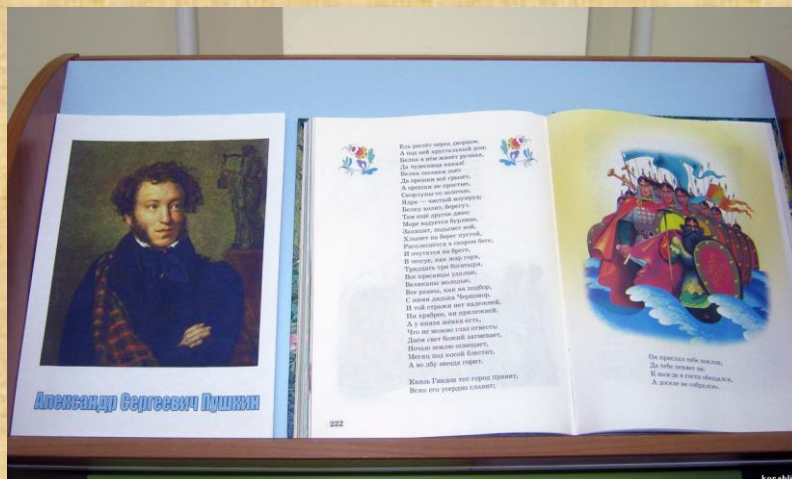 Александр Сергеевич Пушкин
Ель растёт перед дворцом,
А под ней хрустальный дом;
Белка в нём живёт ручная,
Да чудесница какая!
Белка песенки поёт
Да орешки всё грызёт,
А орешки не простые,
Скорлупы-то золотые,
Ядра — чистый изумруд;
Белку холят, берегут.
Там ещё другое диво:
Море вздуется бурливо,
Закипит, подымет вой,
Хлынет на берег пустой,
Расплеснётся в скором беге,
И очутятся на бреге,
В чешуе, как жар горя,
Тридцать три богатыря,
Все красавцы удалые,
Великаны молодые,
Все равны, как на подбор,
С ними дядька Черномор.
И той стражи нет надежней,
Ни храбрее, ни прилежней.
А у князя жёнка есть,
Что не можно глаз отвесть:
Днём свет божий затмевает,
Ночью землю освещает,
Месяц под косой блестит,
А во лбу звезда горит.
Князь Гвидон тот город правит,
Всяк его усердно славит;
222
Он прислал тебе поклон,
Да тебе пеняет он:
К нам-де в гости обещался,
А доселе не собрался».